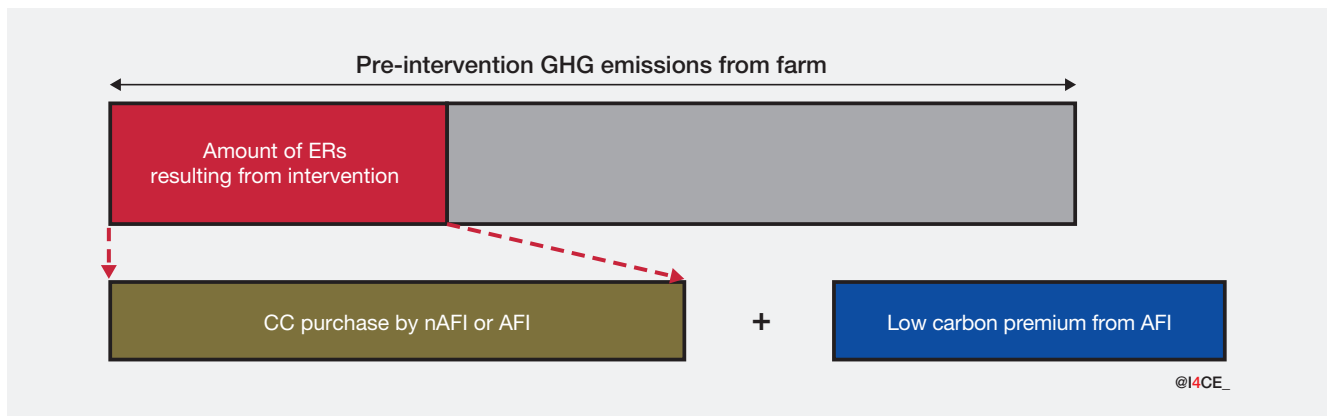 Pre-intervention GHG emissions from farm
Amount of ERs
resulting from intervention
CC purchase by nAFI or AFI
+
Low carbon premium from AFI
@I4CE_